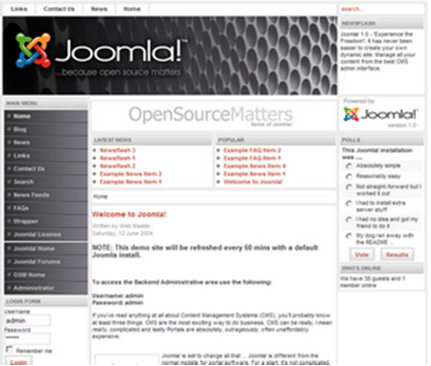 Links Contact Us News Home
search...
Joomla!™
...because open source matters
NEWSFLASH
Joomla! 1.0 - 'Experience the
Freedom!'. It has never been
easier to create your own
dynamic site. Manage all your
content from the best CMS
admin interface.
MAIN MENU
Home
Blog
News
Links
Contact Us
Search
News Feeds
FAQs
Wrapper
Joomla! License
Joomla! Home
Joomla! Forums
OSM Home
Administrator
LOGIN FORM
Username
admin
Password
*****
Remember me
Login
OpenSourceMatters
home of Joomla!
LATEST NEWS
Newsflash 3
Newsflash 1
Newsflash 2
Example News Item 2
Example News Item 1
POPULAR
Example FAQ Item 2
Example FAQ Item 1
Example News Item 4
Example News Item 1
Welcome to Joomla!
Home
Welcome to Joomla!
Written by Web Master
Saturday, 12 June 2004
NOTE: This demo site will be refreshed every 60 mins with a default
Joomla install.
To access the Backend Administrative area use the following:
Username: admin
Password: admin
If you've read anything at all about Content Management Systems (CMS), you'll probably know
at least three things: CMS are the most exciting way to do business, CMS can be really, I mean
really, complicated and lastly Portals are absolutely, outrageously, often unaffordably
expensive.
Joomla! is set to change all that ... Joomla! is different from the
normal models for portal software. For a start, it's not complicated.
Powered by
Joomla!
version 1.0
POLLS
This Joomla! installation
was ....
Absolutely simple
Reasonably easy
Not straight-forward but I
worked it out
I had to install extra
server stuff
I had no idea and got my
friend to do it
My dog ran away with
the README ...
Vote Results
WHO'S ONLINE
We have 35 guests and 1
member online